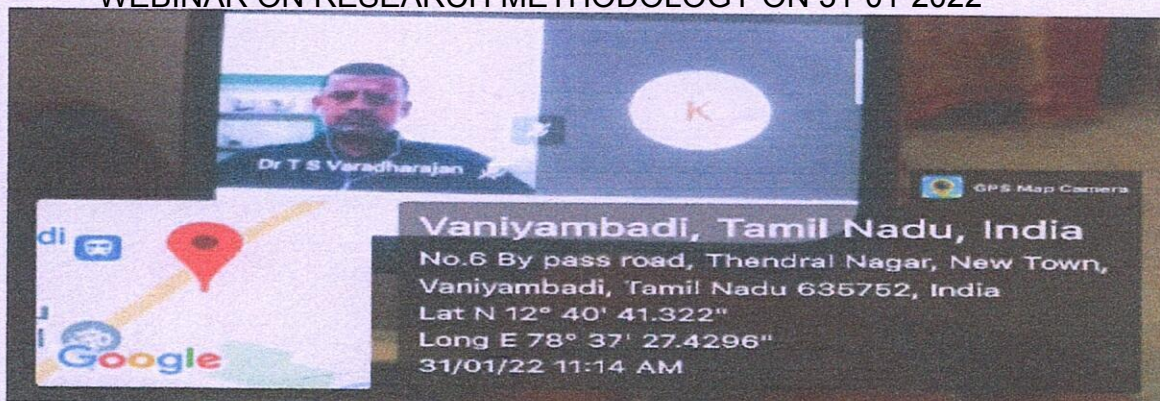 WEBINAR ON RESEARCH METHODOLOGY ON 31-01-2022
K
Dr T S Varadharajan
GPS Map Camera
di
Google
Vaniyambadi, Tamil Nadu, India
No.6 By pass road, Thendral Nagar, New Town,
Vaniyambadi, Tamil Nadu 635752, India
Lat N 12° 40' 41.322"
Long E 78° 37' 27.4296"
31/01/22 11:14 AM